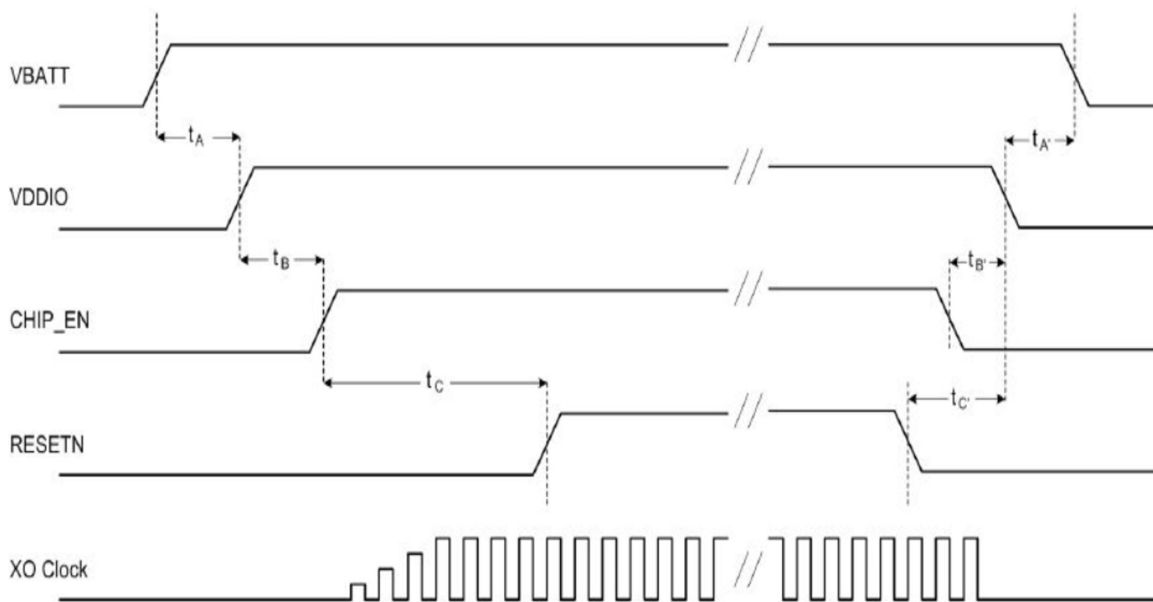 VBATT
tA
tA'
VDDIO
tB
tB'
CHIP_EN
tC
tC'
RESETN
XO Clock